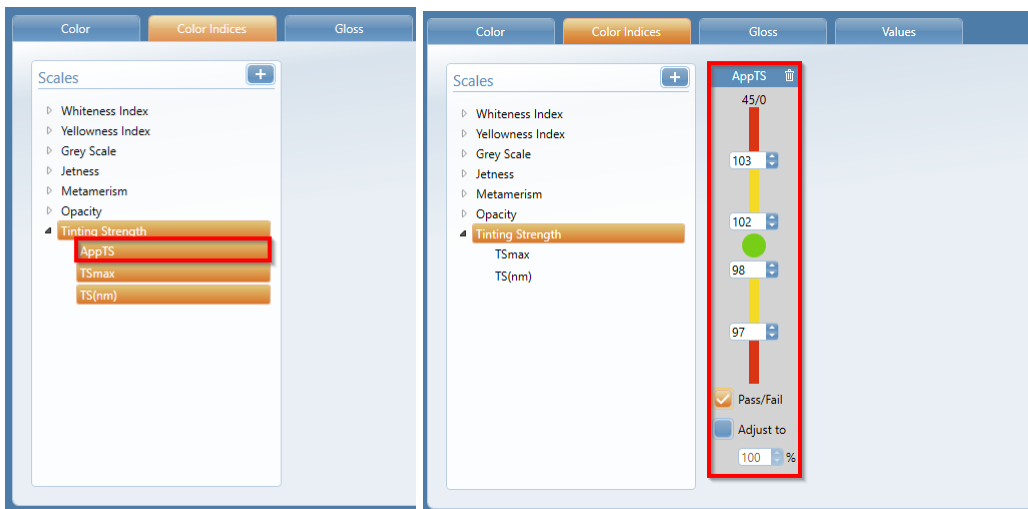 Color Color Indices Gloss
Scales
Whiteness Index
Yellowness Index
Grey Scale
Jetness
Metamerism
Opacity
Tinting Strength
AppTS
TSmax
TS(nm)
Color Color Indices Gloss Values
Scales
Whiteness Index
Yellowness Index
Grey Scale
Jetness
Metamerism
Opacity
Tinting Strength
TSmax
TS(nm)
AppTS
45/0
103
102
98
97
Pass/Fail
Adjust to
100 %